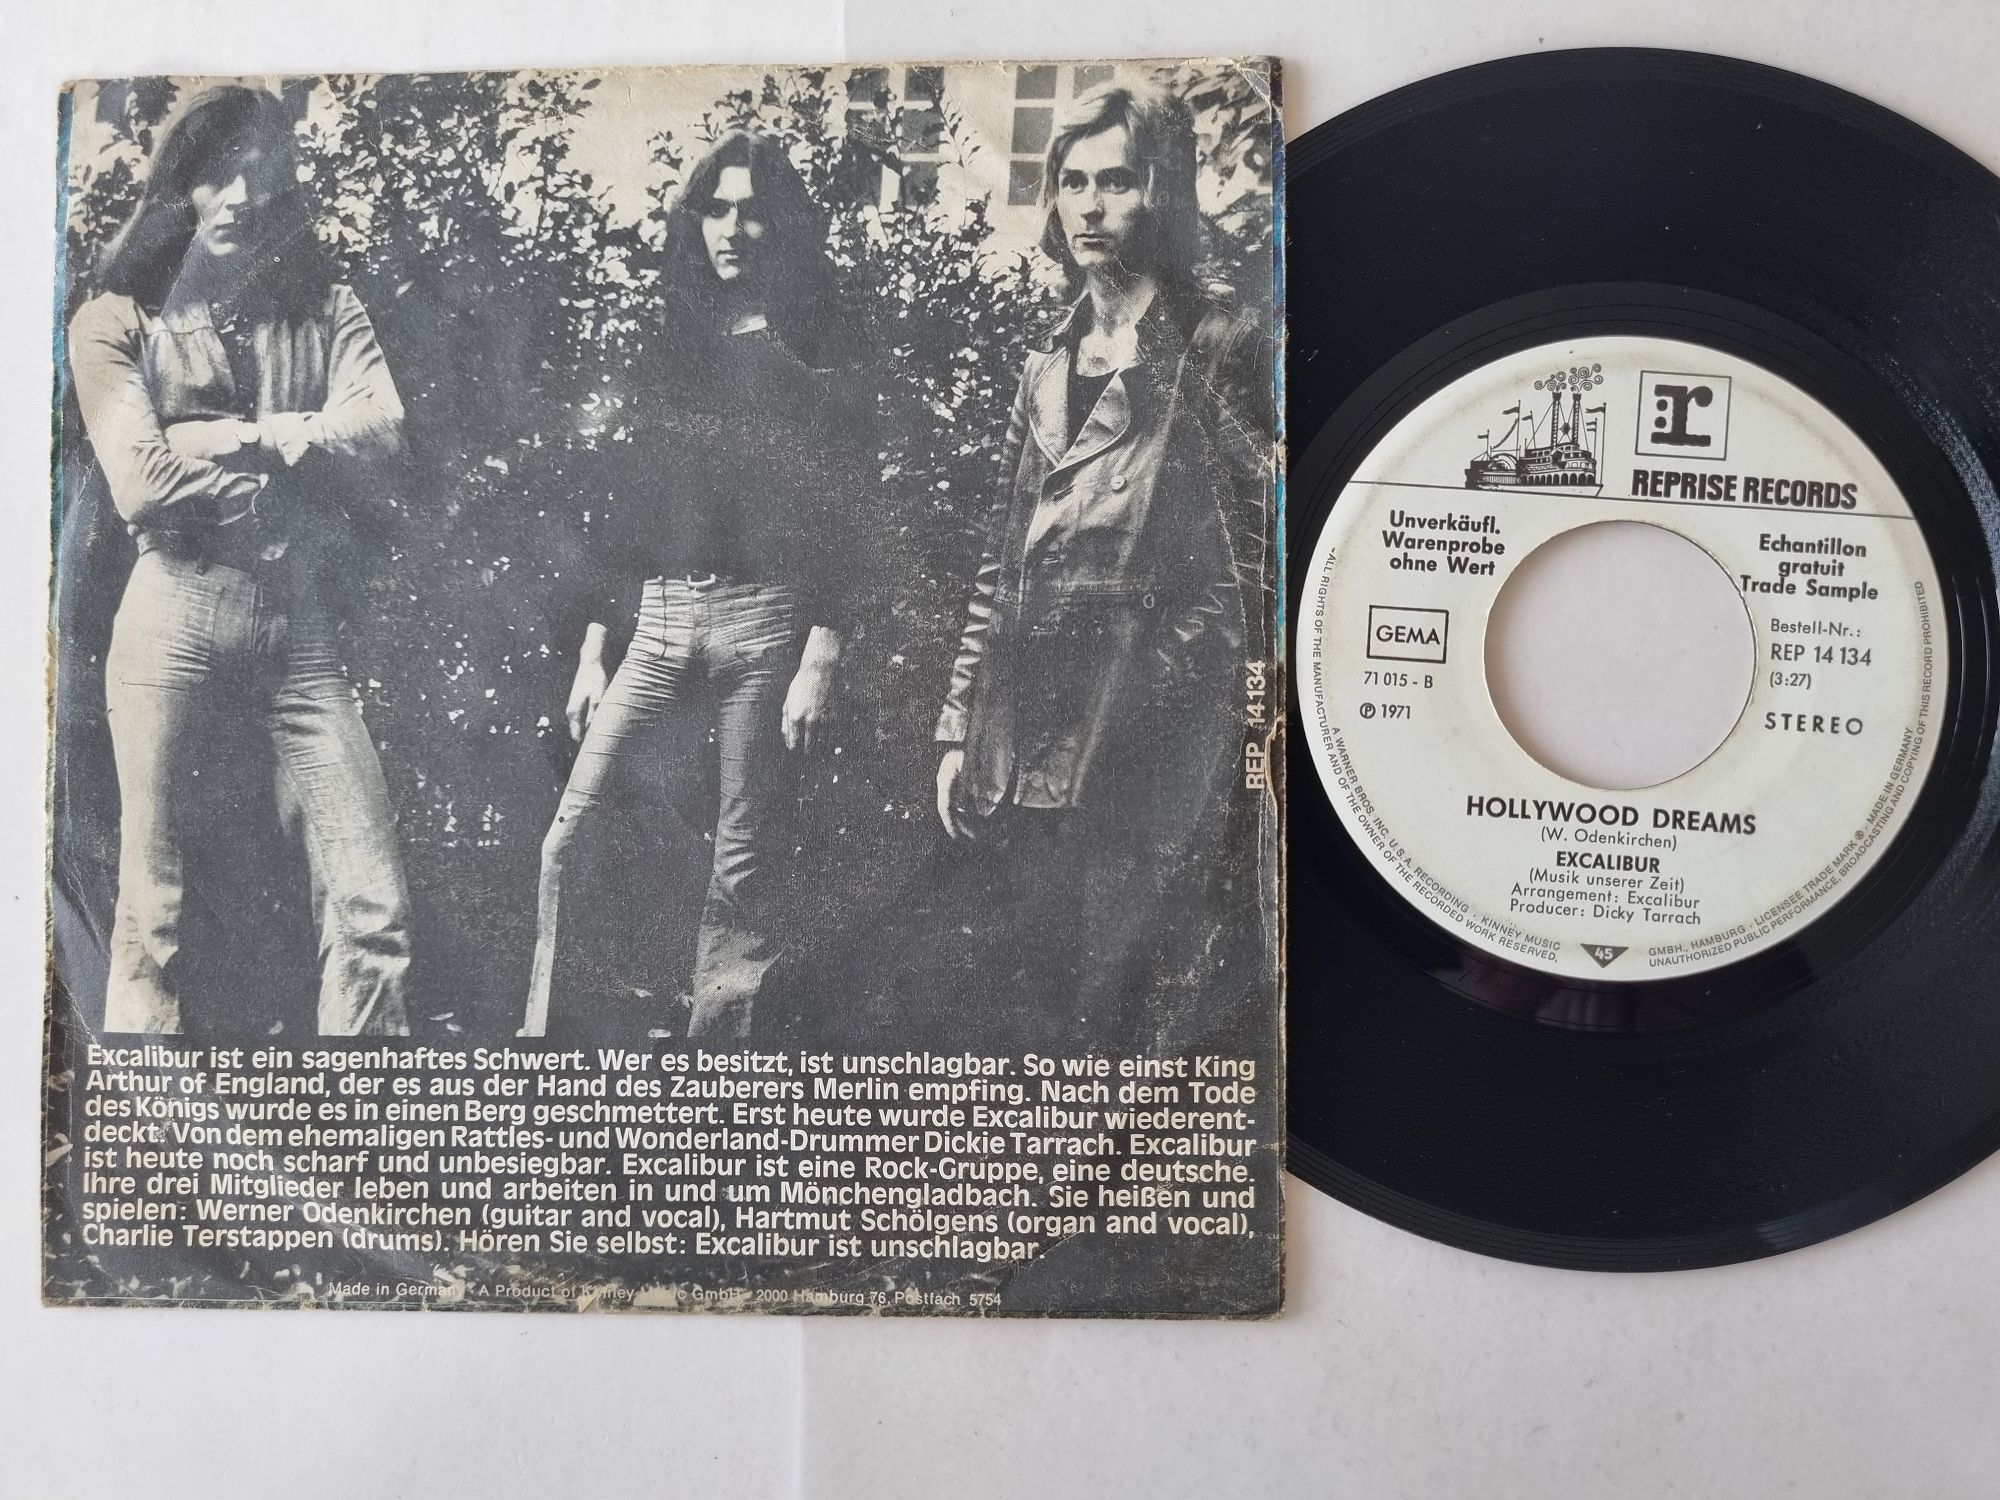 Excalibur ist ein sagenhaftes Schwert. Wer es besitzt, ist unschlagbar. So wie einst King
Arthur of England, der es aus der Hand des Zauberers Merlin empfing. Nach dem Tode
des Königs wurde es in einen Berg geschmettert. Erst heute wurde Excalibur wiederent-
deckt. Von dem ehemaligen Rattles- und Wonderland-Drummer Dickie Tarrach. Excalibur
ist heute noch scharf und unbesiegbar. Excalibur ist eine Rock-Gruppe, eine deutsche.
Ihre drei Mitglieder leben und arbeiten in und um Mönchengladbach. Sie heißen und
spielen: Werner Odenkirchen (guitar and vocal), Hartmut Schölgens (organ and vocal),
Charlie Terstappen (drums). Hören Sie selbst: Excalibur ist unschlagbar.
Made in Germany · A Product of Kinney Music GmbH · 2000 Hamburg 76, Postfach 5754
REP 14 134
r
REPRISE RECORDS
Unverkäufl.
Warenprobe
ohne Wert
Echantillon
gratuit
Trade Sample
GEMA
71 015 - B
℗ 1971
Bestell-Nr.:
REP 14 134
(3:27)
STEREO
HOLLYWOOD DREAMS
(W. Odenkirchen)
EXCALIBUR
(Musik unserer Zeit)
Arrangement: Excalibur
Producer: Dicky Tarrach
-ALL RIGHTS OF THE MANUFACTURER AND OF THE OWNER OF THE RECORDED WORK RESERVED,
UNAUTHORIZED PUBLIC PERFORMANCE, BROADCASTING AND COPYING OF THIS RECORD PROHIBITED
A WARNER BROS. INC. U.S.A. RECORDING · KINNEY MUSIC
GMBH., HAMBURG · LICENSEE TRADE MARK ® · MADE IN GERMANY
45